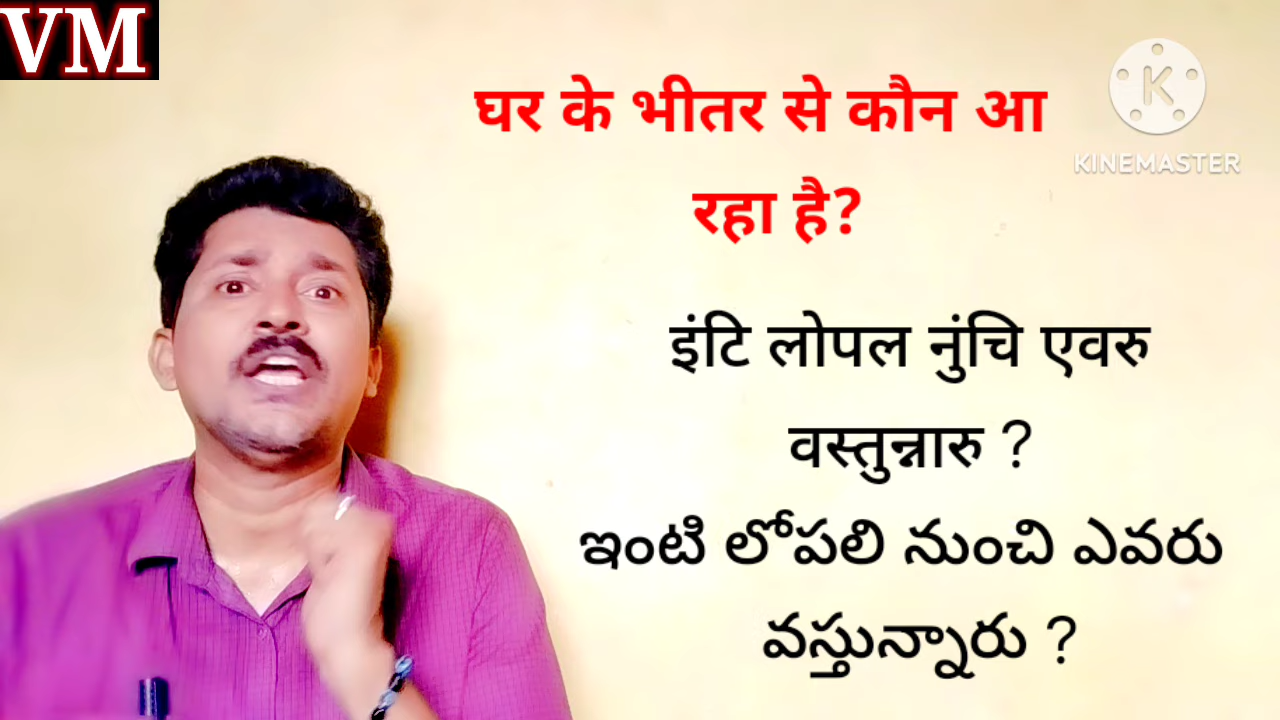 VM
घर के भीतर से कौन आ
रहा है?
KINEMASTER
इंटि लोपल नुंचि एवरु
वस्तुन्नारु ?
ఇంటి లోపలి నుంచి ఎవరు
వస్తున్నారు ?